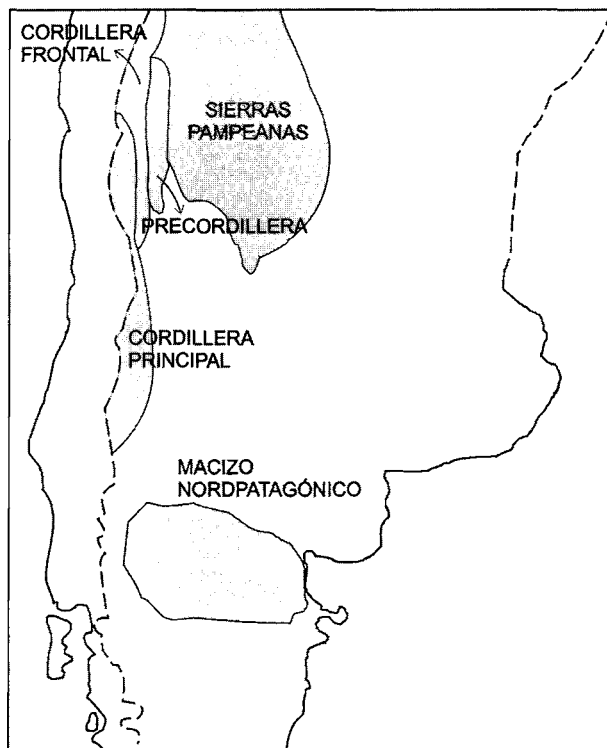 CORDILLERA
FRONTAL
SIERRAS
PAMPEANAS
PRECORDILLERA
CORDILLERA
PRINCIPAL
MACIZO
NORDPATAGÓNICO